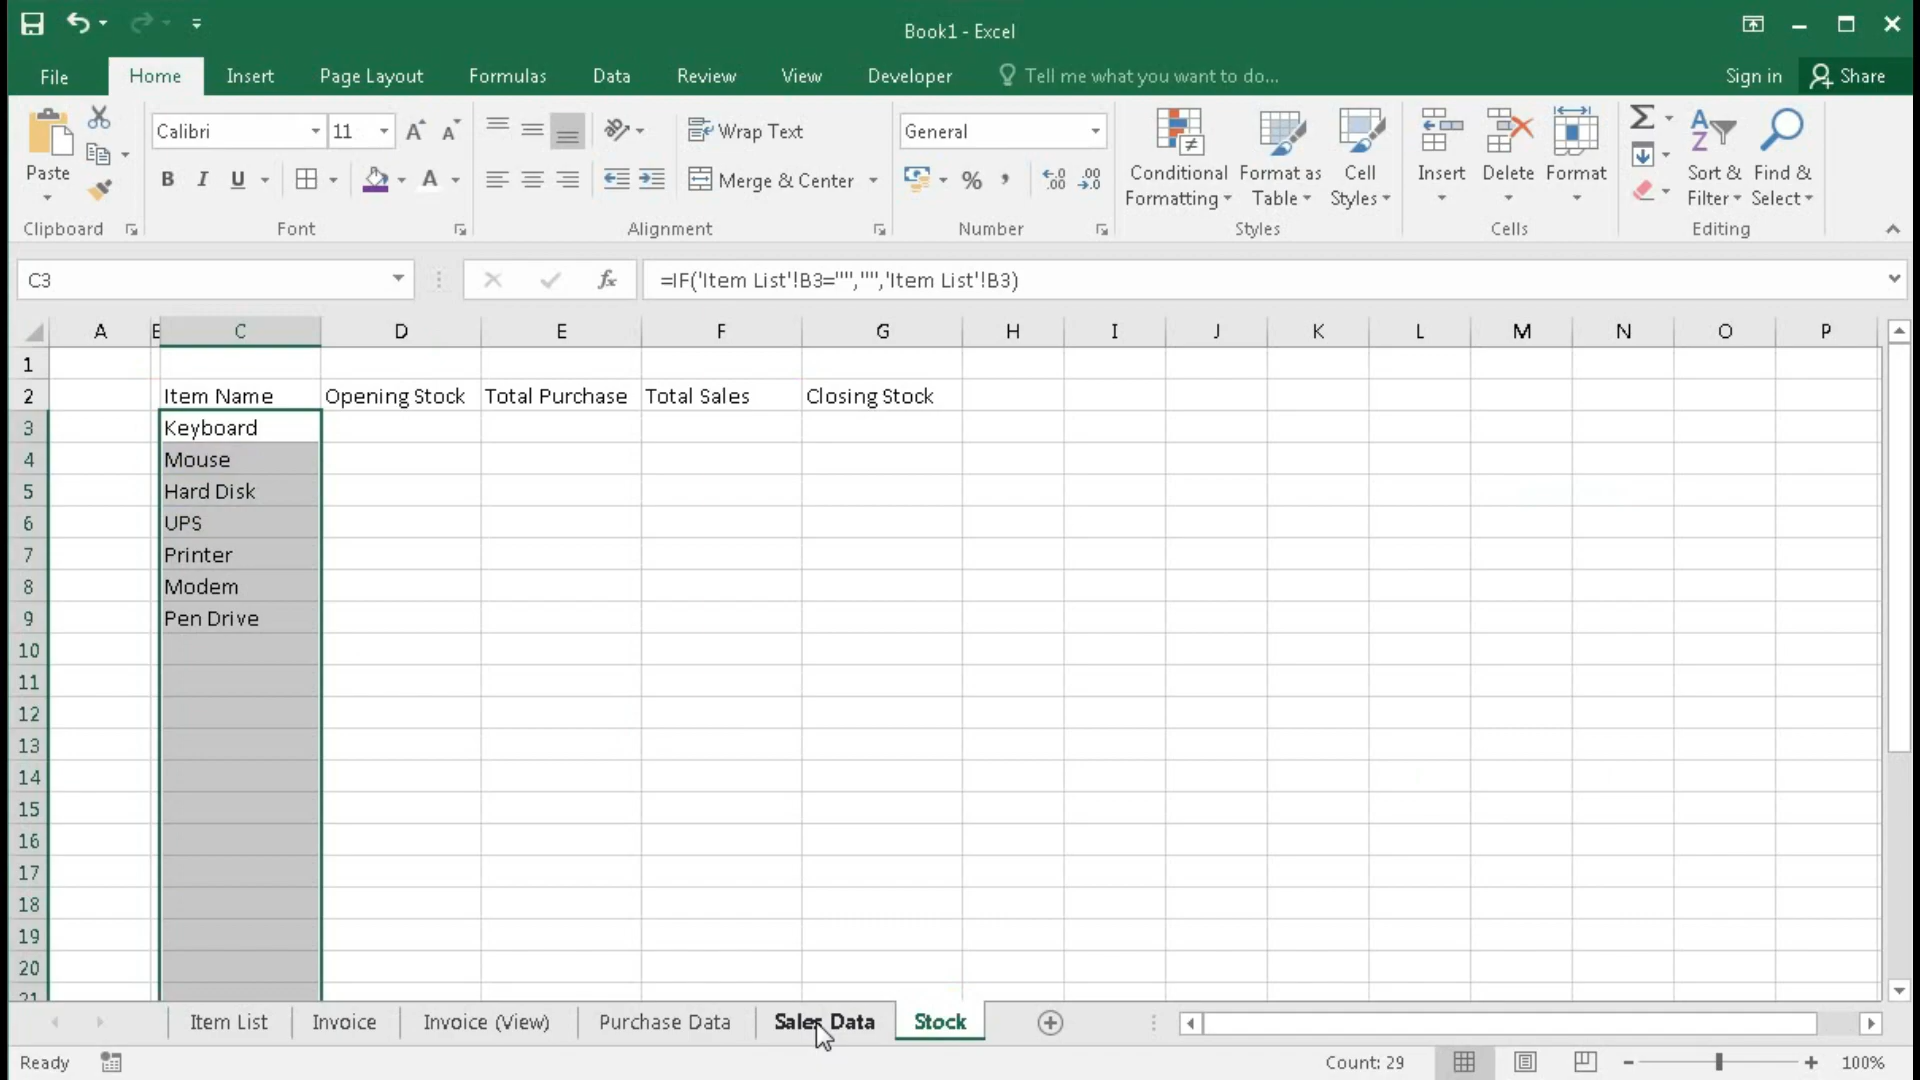 Book1 - Excel
File Home Insert Page Layout Formulas Data Review View Developer Tell me what you want to do... Sign in Share
Calibri 11 Wrap Text General
Paste B I U Merge & Center % , Conditional Formatting Format as Table Cell Styles Insert Delete Format Sort & Filter Find & Select
Clipboard Font Alignment Number Styles Cells Editing
C3 fx =IF('Item List'!B3="","",'Item List'!B3)
A B C D E F G H I J K L M N O P
1
2 Item Name Opening Stock Total Purchase Total Sales Closing Stock
3 Keyboard
4 Mouse
5 Hard Disk
6 UPS
7 Printer
8 Modem
9 Pen Drive
10
11
12
13
14
15
16
17
18
19
20
21
Item List Invoice Invoice (View) Purchase Data Sales Data Stock
Ready Count: 29 100%